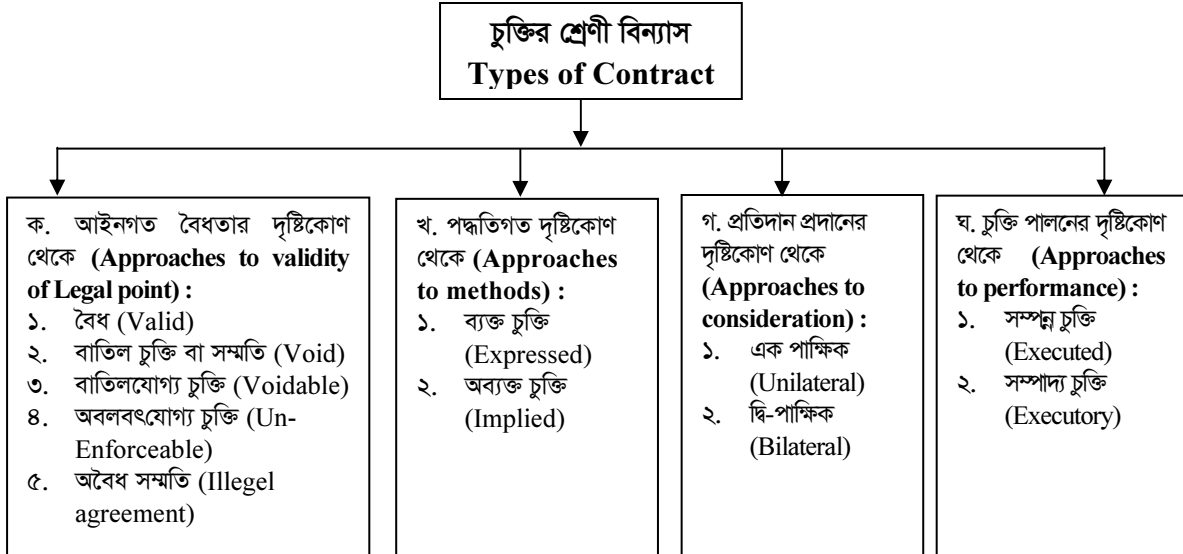 চুক্তির শ্রেণী বিন্যাস
Types of Contract
ক. আইনগত বৈধতার দৃষ্টিকোণ
থেকে (Approaches to validity
of Legal point) :
১. বৈধ (Valid)
২. বাতিল চুক্তি বা সম্মতি (Void)
৩. বাতিলযোগ্য চুক্তি (Voidable)
৪. অবলবৎযোগ্য চুক্তি (Un-
Enforceable)
৫. অবৈধ সম্মতি (Illegel
agreement)
খ. পদ্ধতিগত দৃষ্টিকোণ
থেকে (Approaches
to methods) :
১. ব্যক্ত চুক্তি
(Expressed)
২. অব্যক্ত চুক্তি
(Implied)
গ. প্রতিদান প্রদানের
দৃষ্টিকোণ থেকে
(Approaches to
consideration) :
১. এক পাক্ষিক
(Unilateral)
২. দ্বি-পাক্ষিক
(Bilateral)
ঘ. চুক্তি পালনের দৃষ্টিকোণ
থেকে (Approaches
to performance) :
১. সম্পন্ন চুক্তি
(Executed)
২. সম্পাদ্য চুক্তি
(Executory)